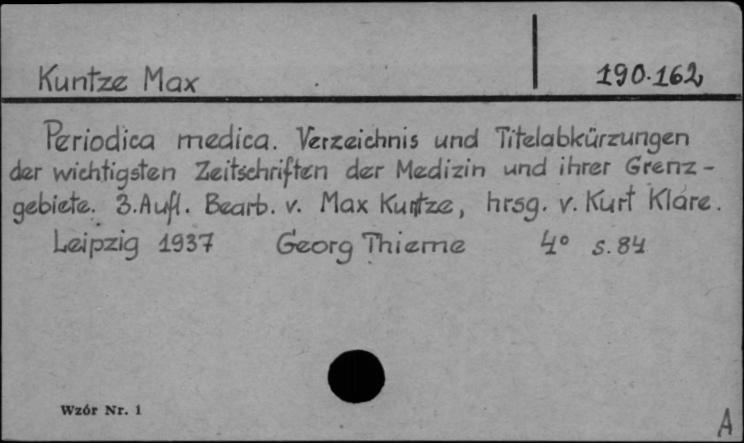 Kuntze Max 190.162
Periodica medica. Verzeichnis und Titelabkürzungen
der wichtigsten Zeitschriften der Medizin und ihrer Grenz-
gebiete. 3. Aufl. Bearb. v. Max Kuntze, hrsg. v. Kurt Klare.
Leipzig 1937 Georg Thieme 4° s. 84
Wzór Nr. 1
A